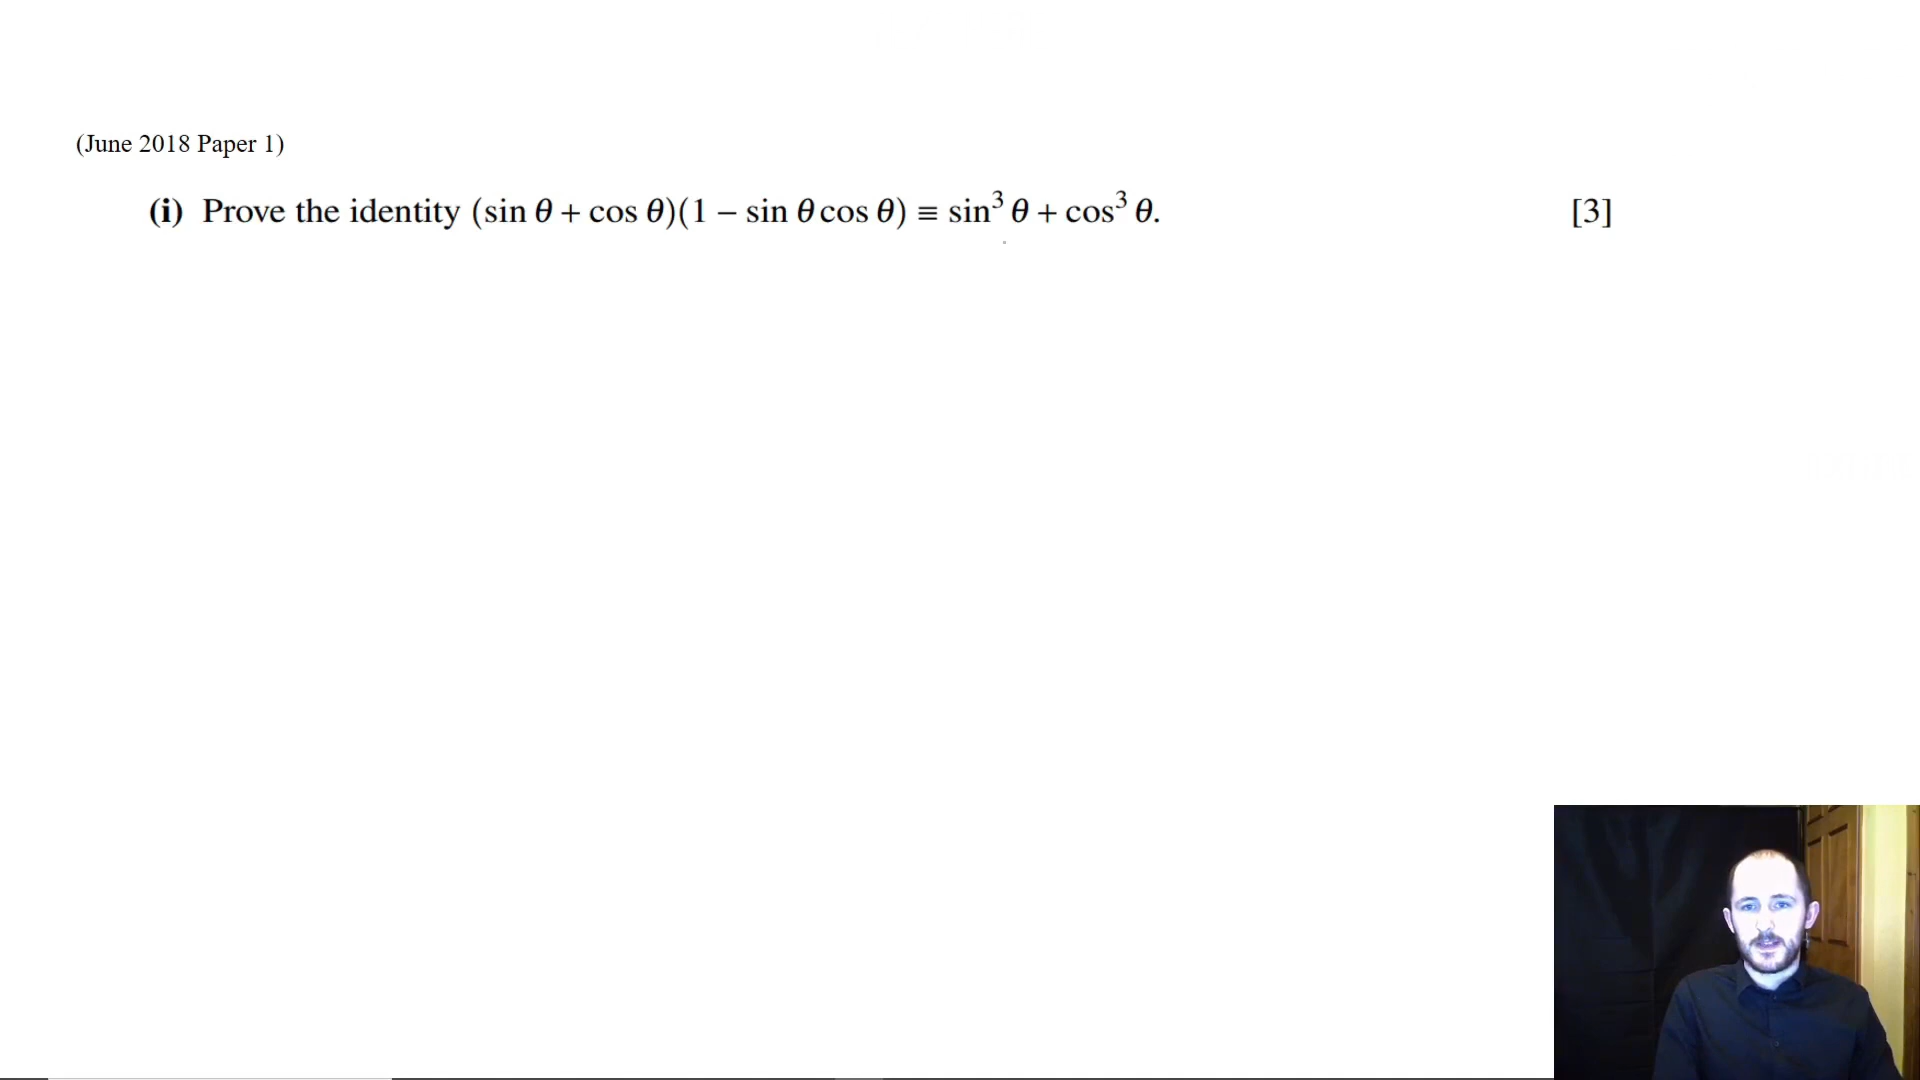 (June 2018 Paper 1)
(i) Prove the identity (sin θ + cos θ)(1 − sin θ cos θ) ≡ sin³ θ + cos³ θ. [3]